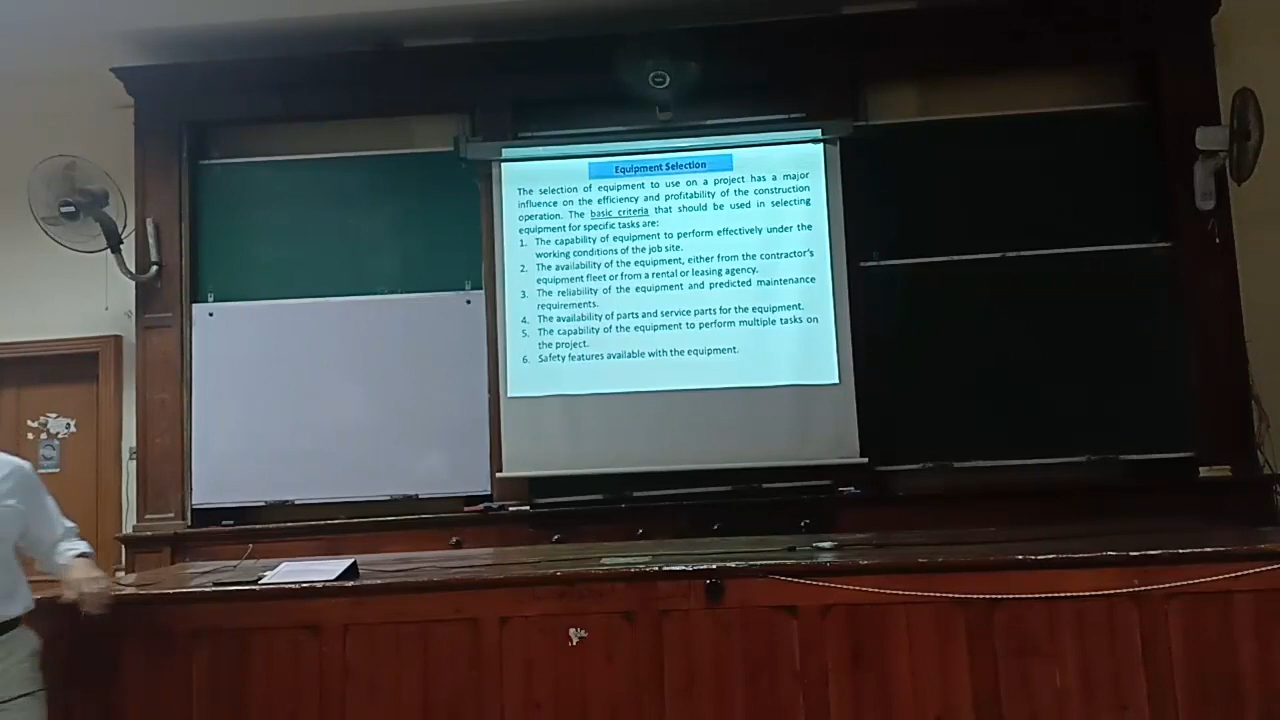 Equipment Selection
The selection of equipment to use on a project has a major
influence on the efficiency and profitability of the construction
operation. The basic criteria that should be used in selecting
equipment for specific tasks are:
1. The capability of equipment to perform effectively under the
working conditions of the job site.
2. The availability of the equipment, either from the contractor's
equipment fleet or from a rental or leasing agency.
3. The reliability of the equipment and predicted maintenance
requirements.
4. The availability of parts and service parts for the equipment.
5. The capability of the equipment to perform multiple tasks on
the project.
6. Safety features available with the equipment.